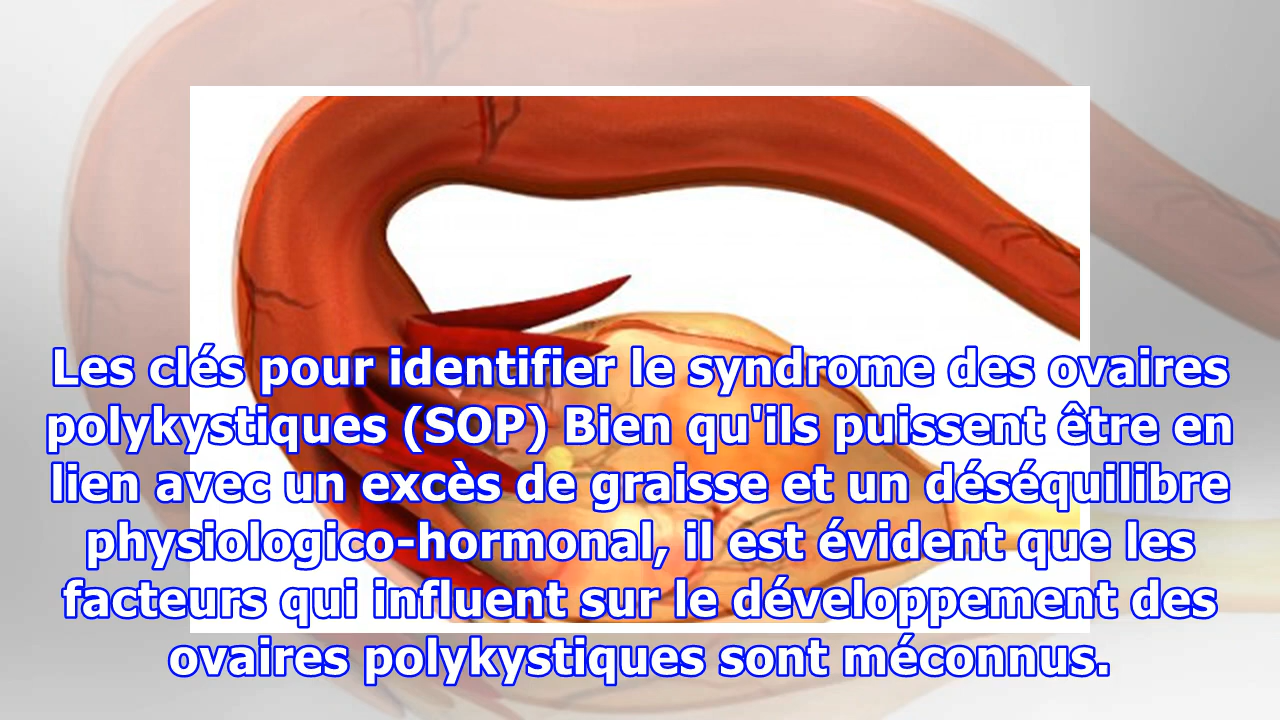 Les clés pour identifier le syndrome des ovaires
polykystiques (SOP) Bien qu'ils puissent être en
lien avec un excès de graisse et un déséquilibre
physiologico-hormonal, il est évident que les
facteurs qui influent sur le développement des
ovaires polykystiques sont méconnus.